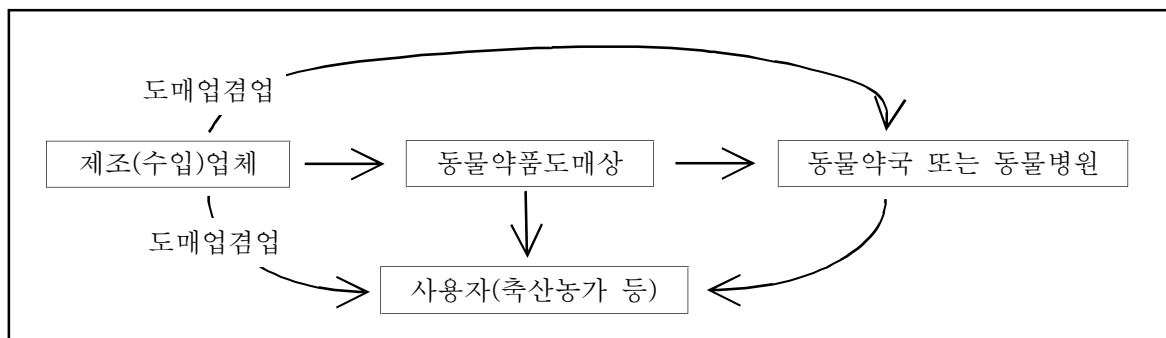 도매업겸업
제조(수입)업체
동물약품도매상
동물약국 또는 동물병원
도매업겸업
사용자(축산농가 등)